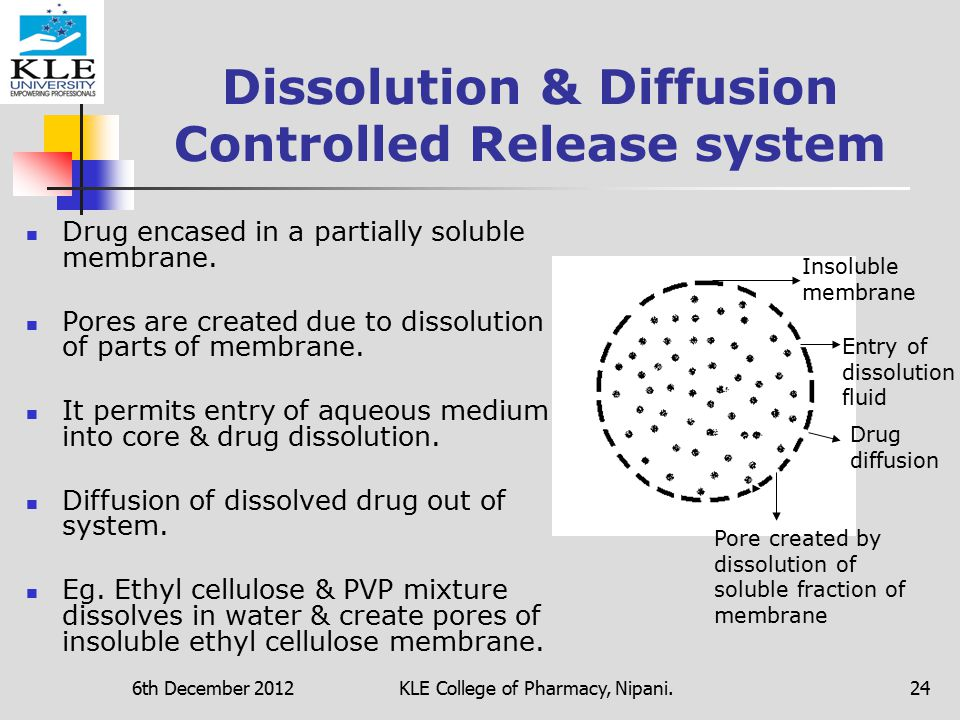 KLE
UNIVERSITY
EMPOWERING PROFESSIONALS
Dissolution & Diffusion
Controlled Release system
Drug encased in a partially soluble
membrane.
Pores are created due to dissolution
of parts of membrane.
It permits entry of aqueous medium
into core & drug dissolution.
Diffusion of dissolved drug out of
system.
Eg. Ethyl cellulose & PVP mixture
dissolves in water & create pores of
insoluble ethyl cellulose membrane.
Insoluble
membrane
Entry of
dissolution
fluid
Drug
diffusion
Pore created by
dissolution of
soluble fraction of
membrane
6th December 2012
KLE College of Pharmacy, Nipani.
24